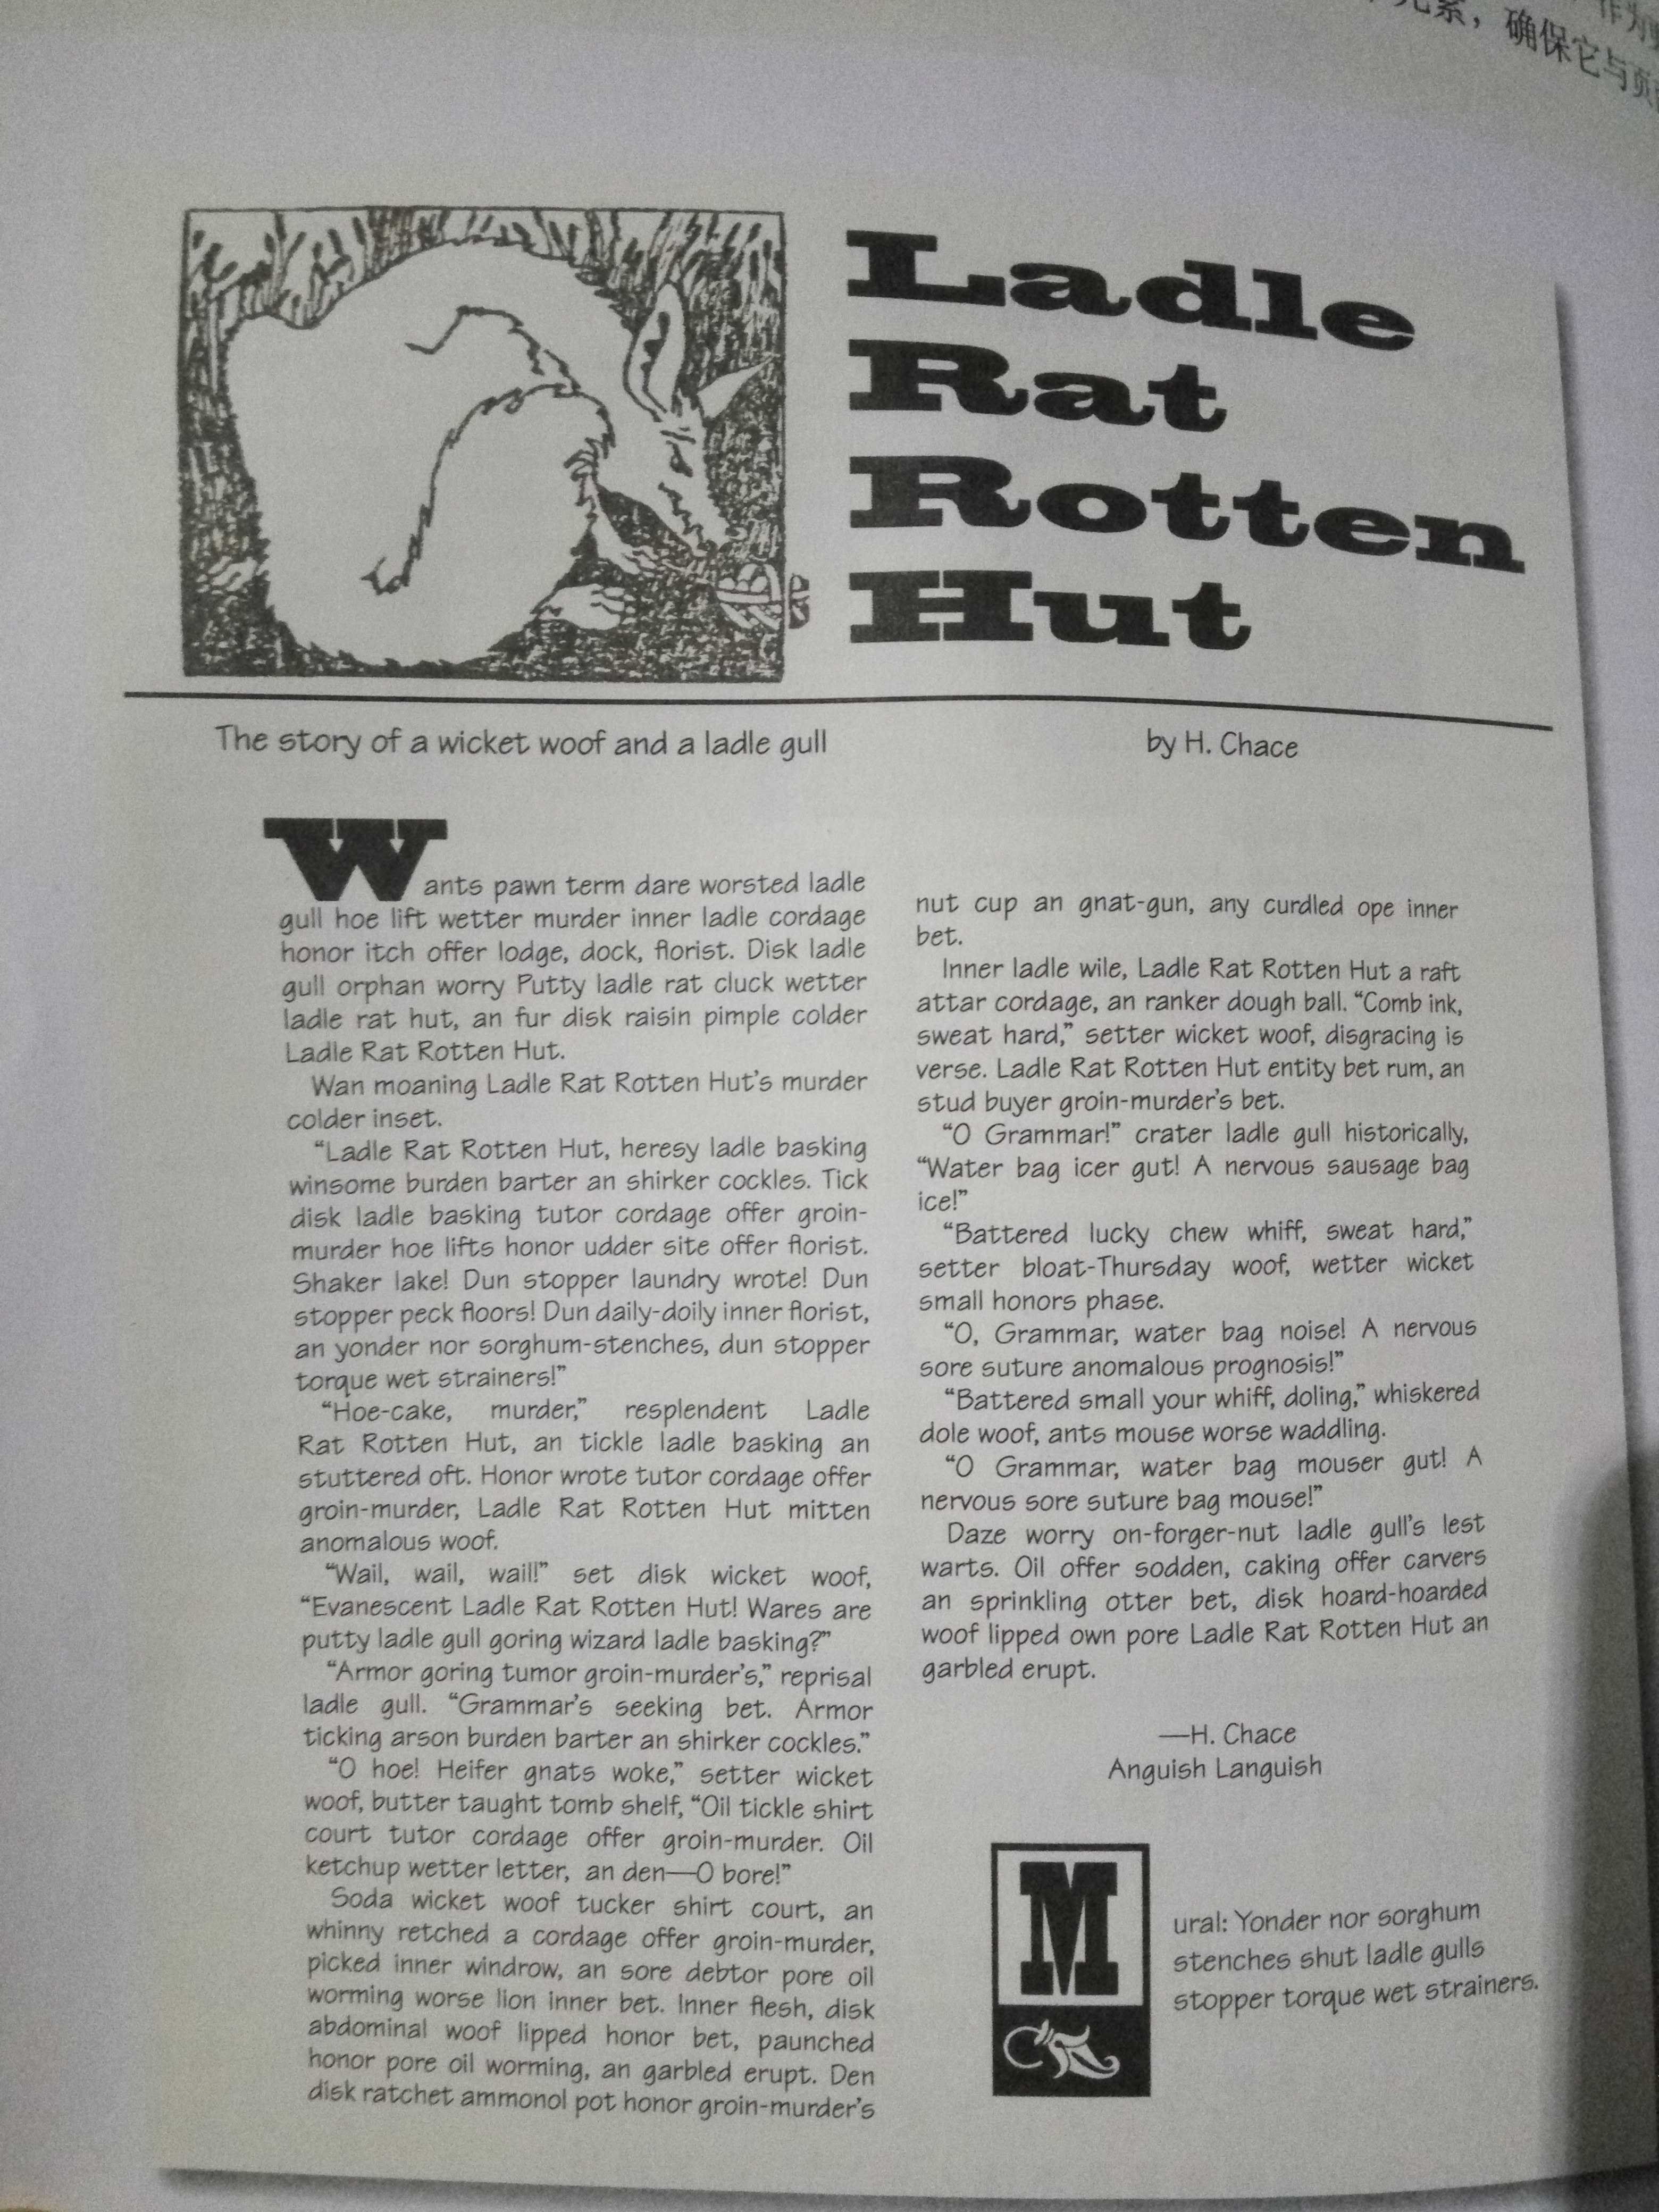 元素，确保它与页
Ladle
Rat
Rotten
Hut
The story of a wicket woof and a ladle gull
by H. Chace
Wants pawn term dare worsted ladle
gull hoe lift wetter murder inner ladle cordage
honor itch offer lodge, dock, florist. Disk ladle
gull orphan worry Putty ladle rat cluck wetter
ladle rat hut, an fur disk raisin pimple colder
Ladle Rat Rotten Hut.
Wan moaning Ladle Rat Rotten Hut’s murder
colder inset.
“Ladle Rat Rotten Hut, heresy ladle basking
winsome burden barter an shirker cockles. Tick
disk ladle basking tutor cordage offer groin-
murder hoe lifts honor udder site offer florist.
Shaker lake! Dun stopper laundry wrote! Dun
stopper peck floors! Dun daily-doily inner florist,
an yonder nor sorghum-stenches, dun stopper
torque wet strainers!”
“Hoe-cake, murder,” resplendent Ladle
Rat Rotten Hut, an tickle ladle basking an
stuttered oft. Honor wrote tutor cordage offer
groin-murder, Ladle Rat Rotten Hut mitten
anomalous woof.
“Wail, wail, wail!” set disk wicket woof,
“Evanescent Ladle Rat Rotten Hut! Wares are
putty ladle gull goring wizard ladle basking?”
“Armor goring tumor groin-murder’s,” reprisal
ladle gull. “Grammar’s seeking bet. Armor
ticking arson burden barter an shirker cockles.”
“O hoe! Heifer gnats woke,” setter wicket
woof, butter taught tomb shelf, “Oil tickle shirt
court tutor cordage offer groin-murder. Oil
ketchup wetter letter, an den—O bore!”
Soda wicket woof tucker shirt court, an
whinny retched a cordage offer groin-murder,
picked inner windrow, an sore debtor pore oil
worming worse lion inner bet. Inner flesh, disk
abdominal woof lipped honor bet, paunched
honor pore oil worming, an garbled erupt. Den
disk ratchet ammonol pot honor groin-murder’s
nut cup an gnat-gun, any curdled ope inner
bet.
Inner ladle wile, Ladle Rat Rotten Hut a raft
attar cordage, an ranker dough ball. “Comb ink,
sweat hard,” setter wicket woof, disgracing is
verse. Ladle Rat Rotten Hut entity bet rum, an
stud buyer groin-murder’s bet.
“O Grammar!” crater ladle gull historically,
“Water bag icer gut! A nervous sausage bag
ice!”
“Battered lucky chew whiff, sweat hard,”
setter bloat-Thursday woof, wetter wicket
small honors phase.
“O, Grammar, water bag noise! A nervous
sore suture anomalous prognosis!”
“Battered small your whiff, doling,” whiskered
dole woof, ants mouse worse waddling.
“O Grammar, water bag mouser gut! A
nervous sore suture bag mouse!”
Daze worry on-forger-nut ladle gull’s lest
warts. Oil offer sodden, caking offer carvers
an sprinkling otter bet, disk hoard-hoarded
woof lipped own pore Ladle Rat Rotten Hut an
garbled erupt.
—H. Chace
Anguish Languish
Mural: Yonder nor sorghum
stenches shut ladle gulls
stopper torque wet strainers.